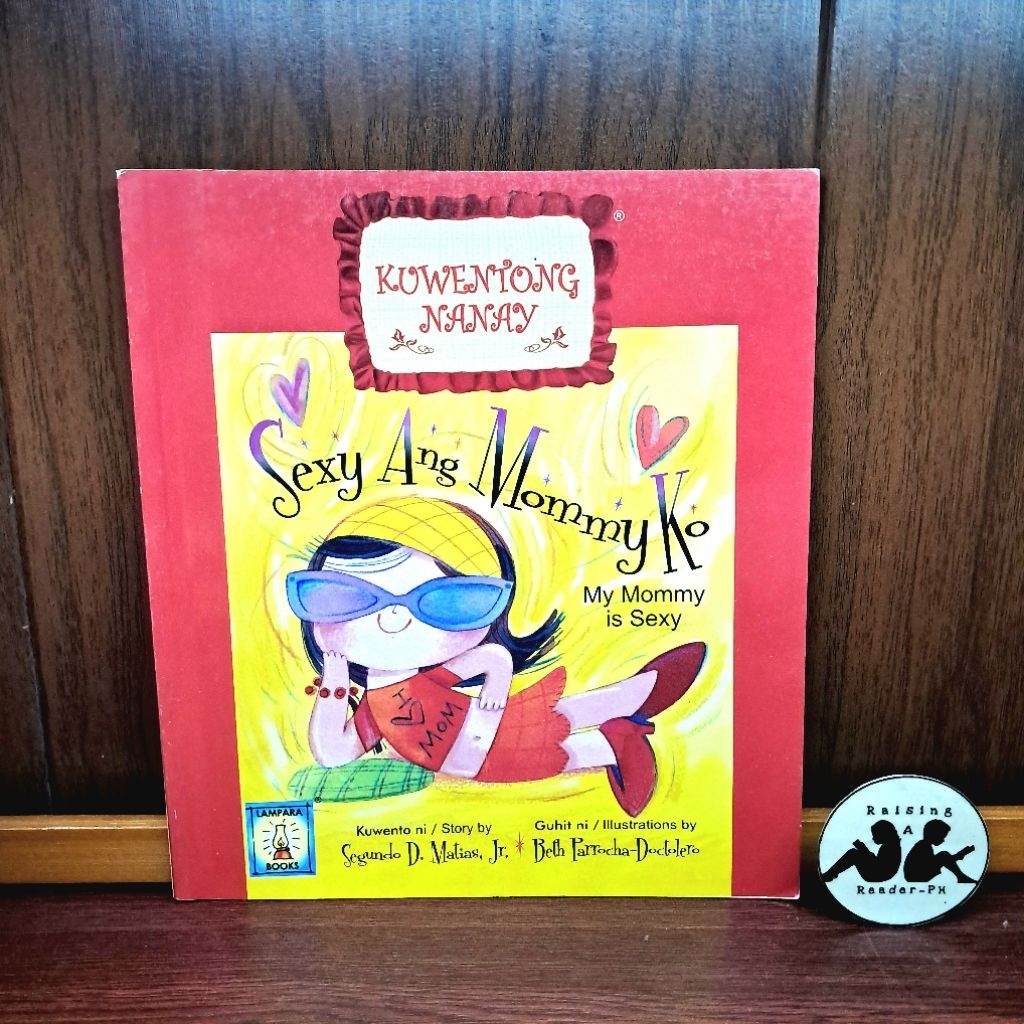 KUWENTONG
NANAY
®
Sexy Ang Mommy Ko
My Mommy
is Sexy
I
MOM
LAMPARA
BOOKS
®
Kuwento ni / Story by
Segundo D. Matias, Jr.
Guhit ni / Illustrations by
Beth Parrocha-Doctolero
Raising
A
Reader-PH